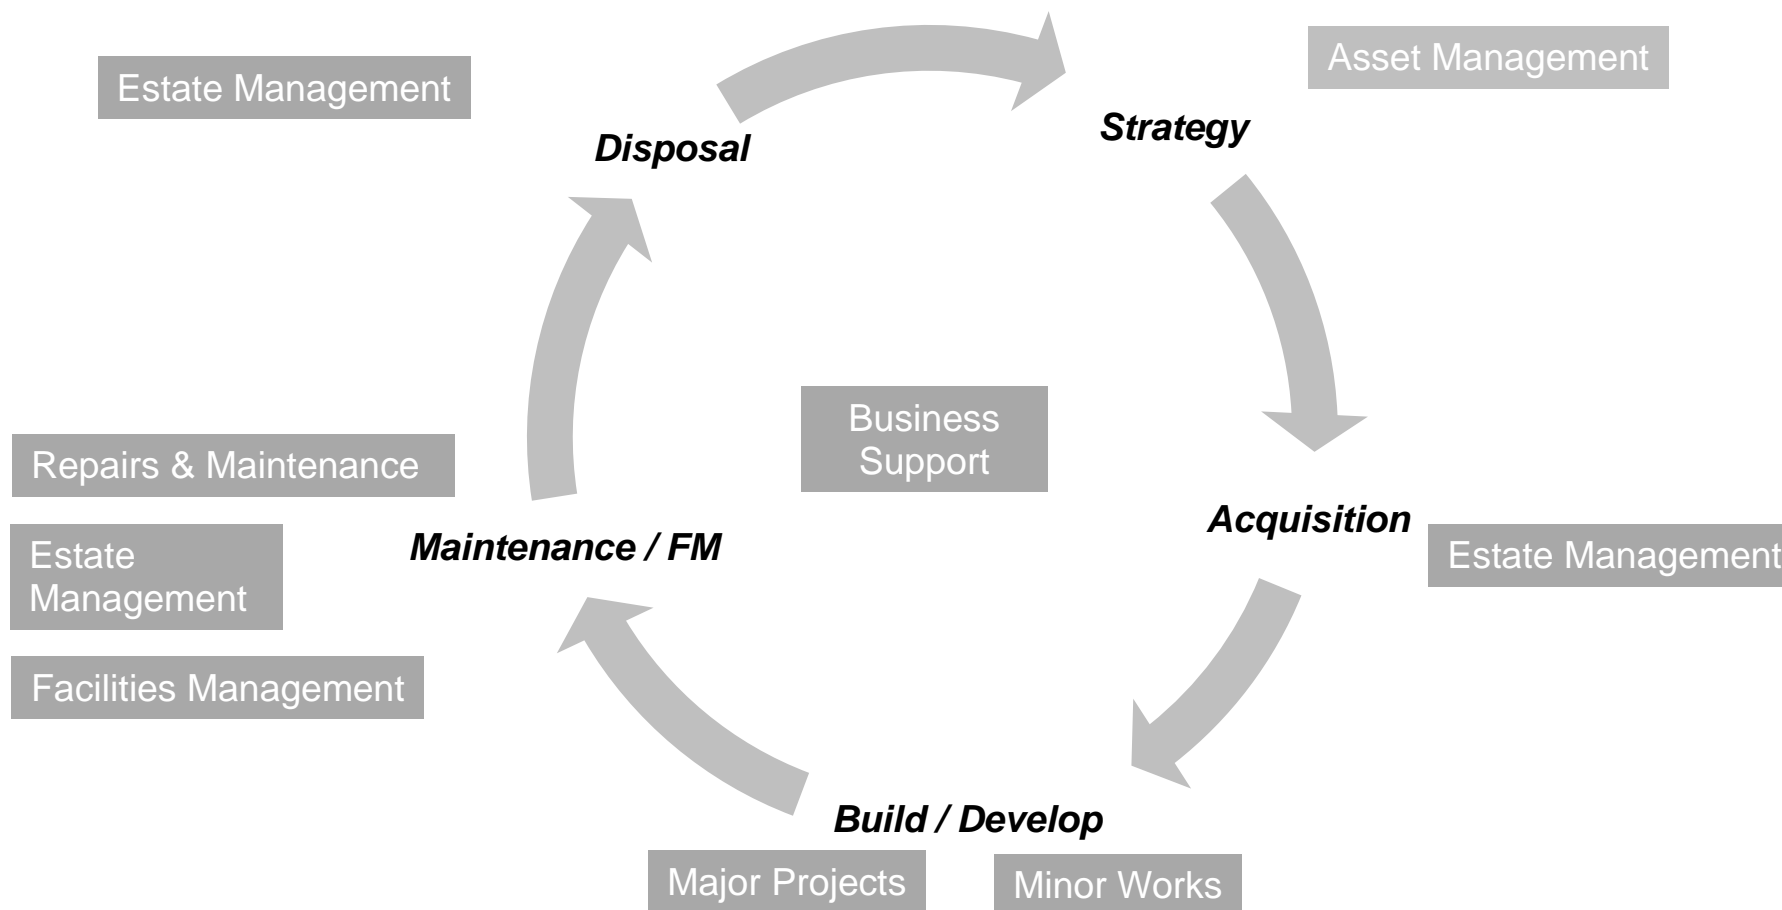 Asset Management
Estate Management
Strategy
Disposal
Business
Support
Repairs & Maintenance
Acquisition
Maintenance / FM
Estate
Management
Estate Management
Facilities Management
Build / Develop
Major Projects
Minor Works